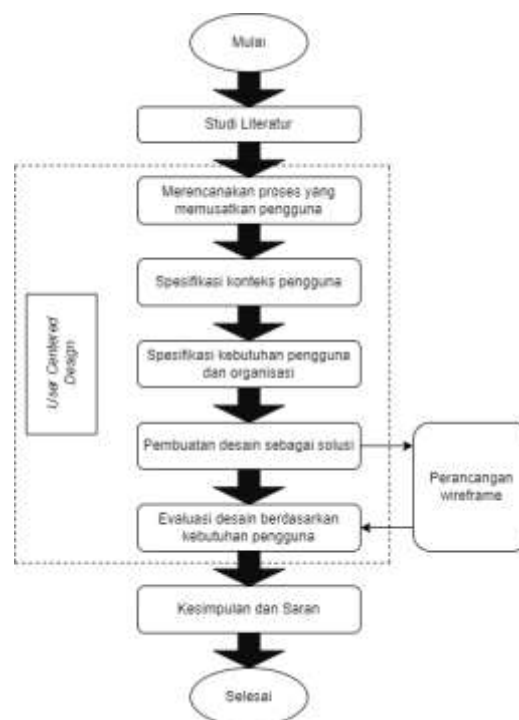 Mulai
Studi Literatur
Merencanakan proses yang
memusatkan pengguna
Spesifikasi konteks pengguna
User Centered
Design
Spesifikasi kebutuhan pengguna
dan organisasi
Pembuatan desain sebagai solusi
Perancangan
wireframe
Evaluasi desain berdasarkan
kebutuhan pengguna
Kesimpulan dan Saran
Selesai